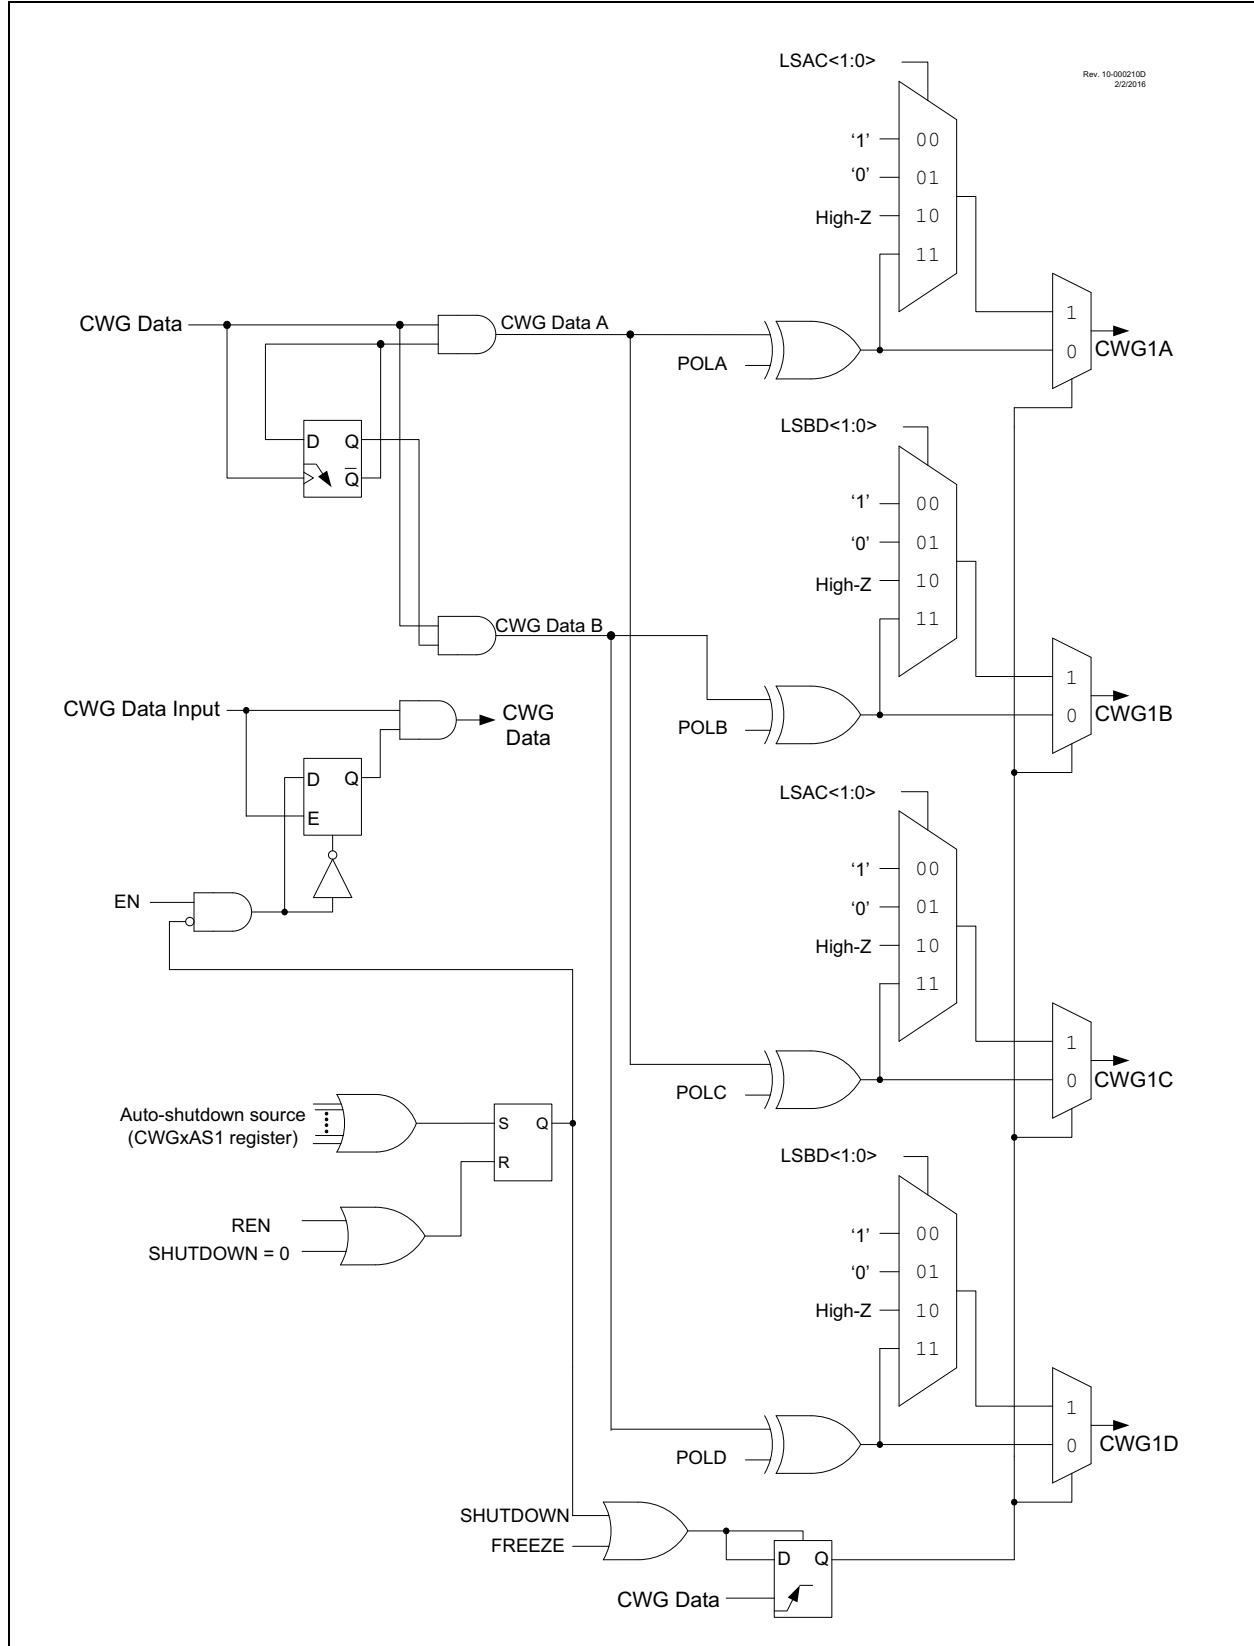 LSAC<1:0>
Rev. 10-000210D
2/2/2016
‘1’ 00
‘0’ 01
High-Z 10
11
CWG Data
CWG Data A
POLA
1
0
CWG1A
D Q
Q̅
LSBD<1:0>
‘1’ 00
‘0’ 01
High-Z 10
11
CWG Data B
POLB
1
0
CWG1B
CWG Data Input
CWG
Data
D Q
E
EN
LSAC<1:0>
‘1’ 00
‘0’ 01
High-Z 10
11
POLC
1
0
CWG1C
Auto-shutdown source
(CWGxAS1 register)
S Q
R
REN
SHUTDOWN = 0
LSBD<1:0>
‘1’ 00
‘0’ 01
High-Z 10
11
POLD
1
0
CWG1D
SHUTDOWN
FREEZE
D Q
CWG Data